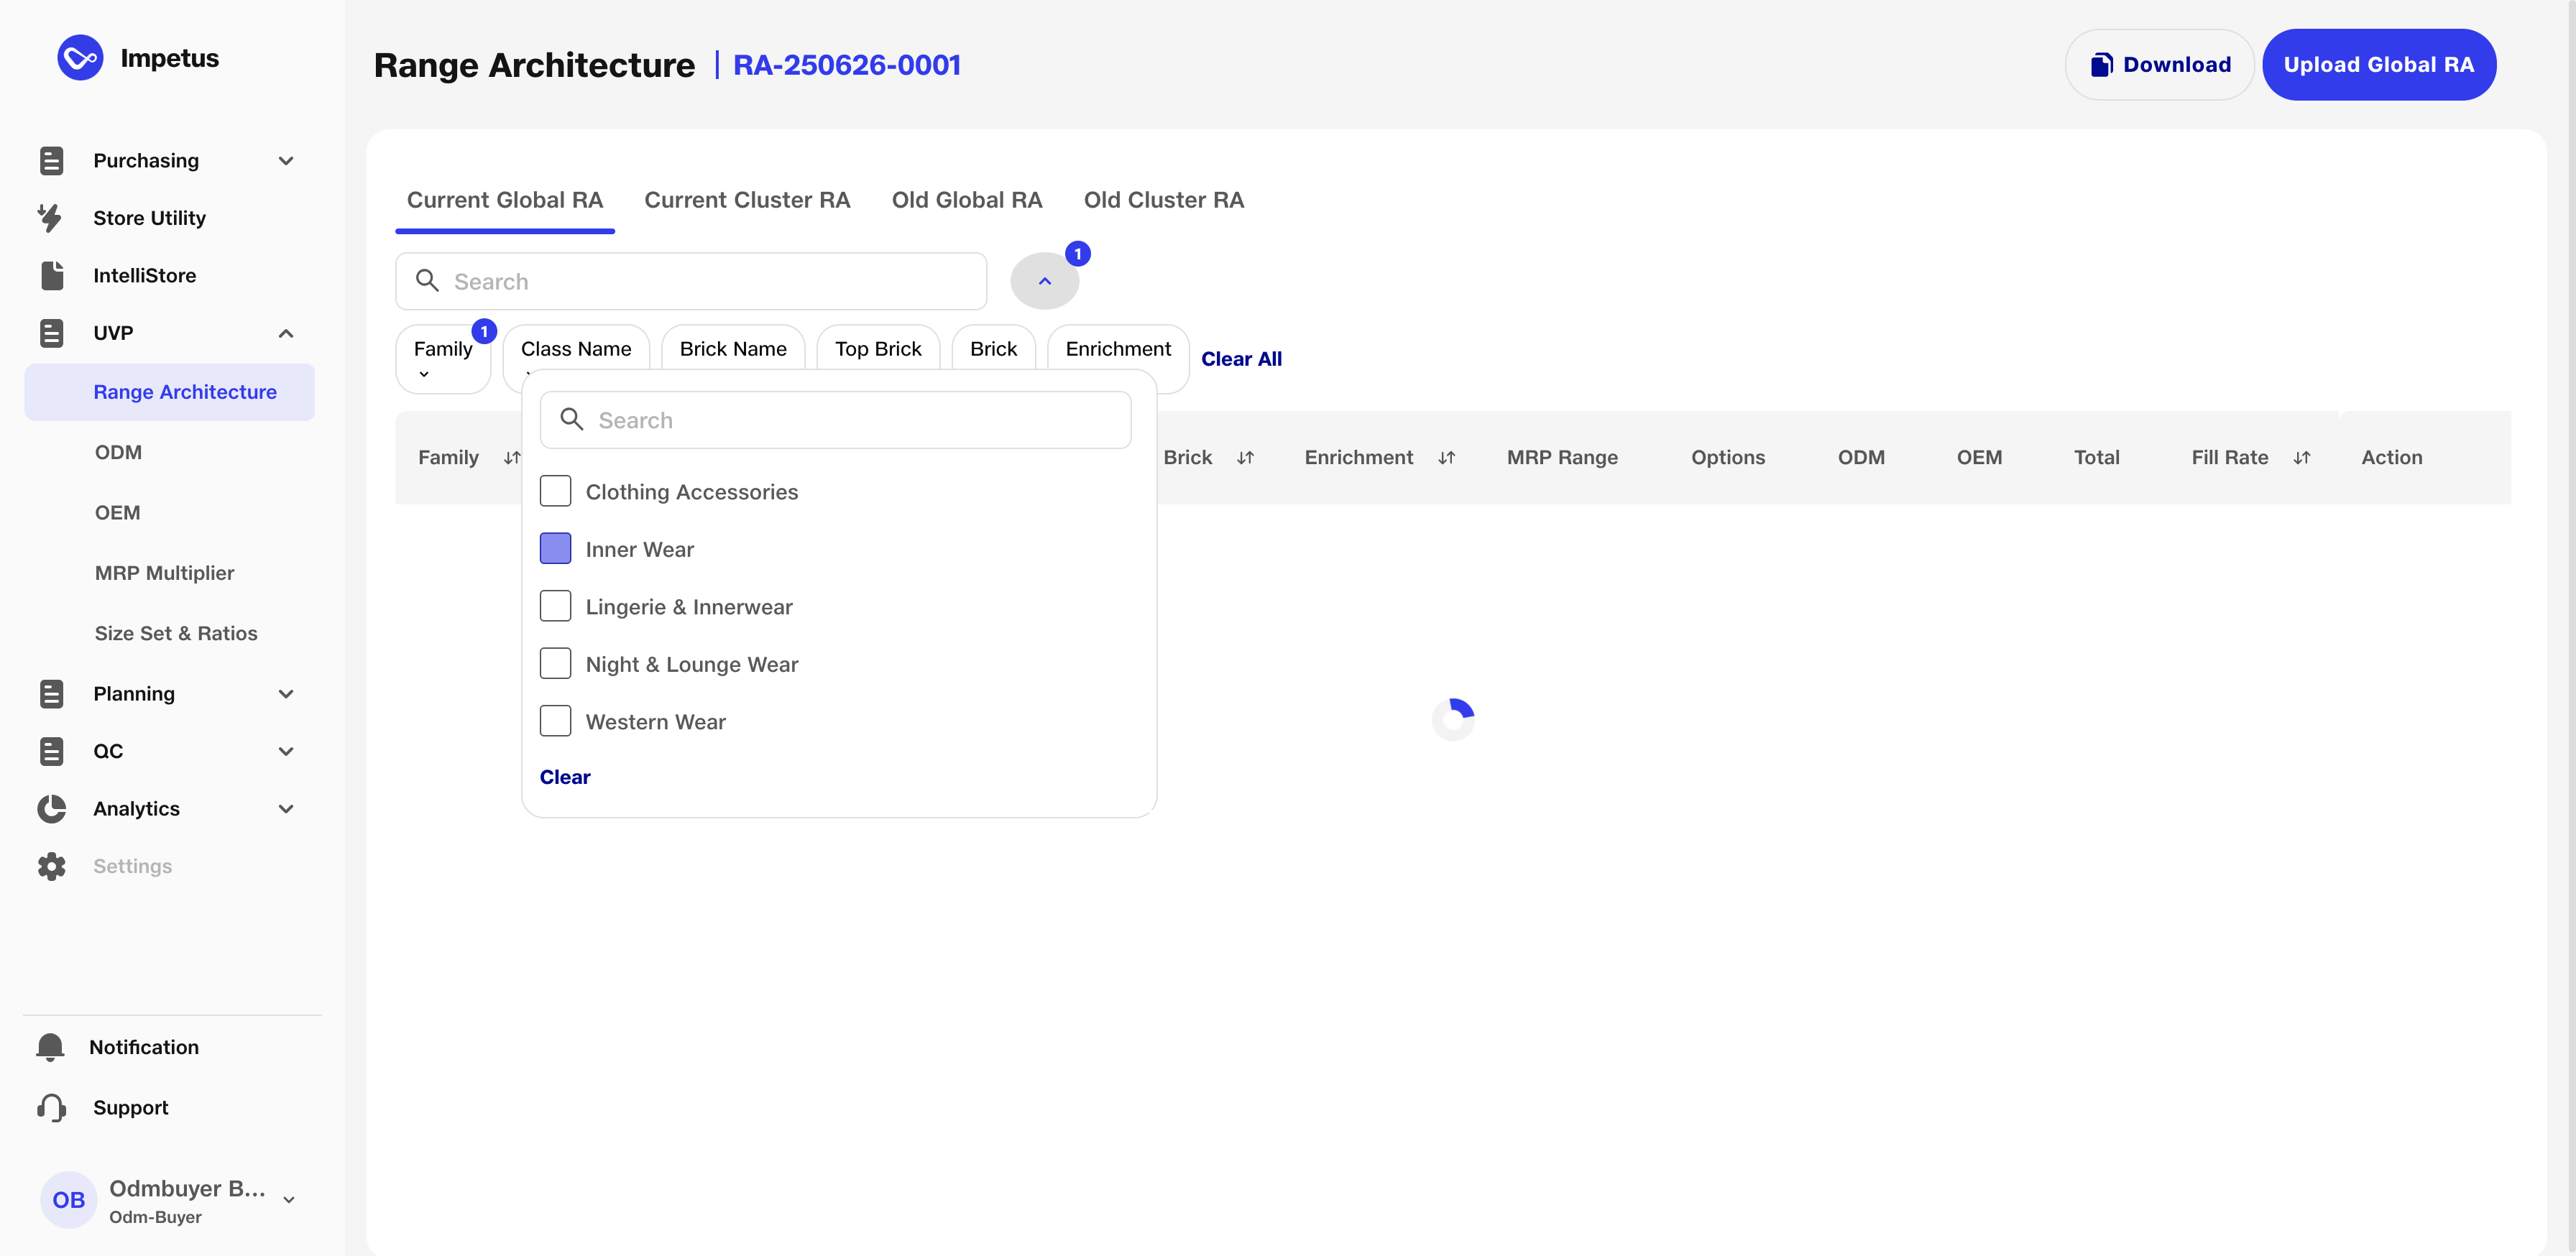 Impetus
Purchasing
Store Utility
IntelliStore
UVP
Range Architecture
ODM
OEM
MRP Multiplier
Size Set & Ratios
Planning
QC
Analytics
Settings
Notification
Support
OB
Odmbuyer B...
Odm-Buyer
Range Architecture | RA-250626-0001
Download
Upload Global RA
Current Global RA Current Cluster RA Old Global RA Old Cluster RA
Search
1
Family 1 Class Name Brick Name Top Brick Brick Enrichment Clear All
Family Brick Enrichment MRP Range Options ODM OEM Total Fill Rate Action
Search
Clothing Accessories
Inner Wear
Lingerie & Innerwear
Night & Lounge Wear
Western Wear
Clear